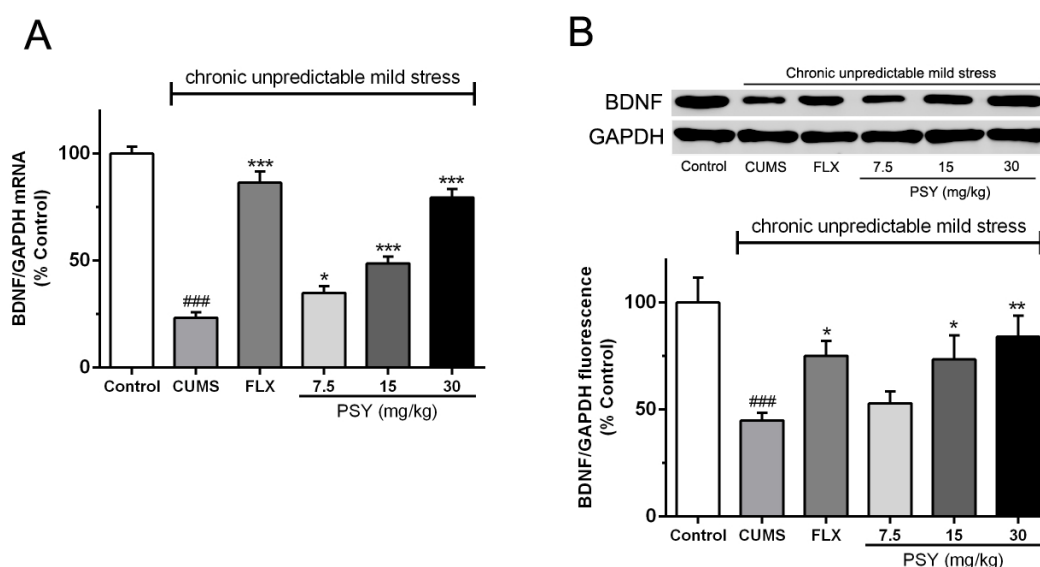 A
chronic unpredictable mild stress
BDNF/GAPDH mRNA
(% Control)
100
50
0
***
***
***
*
###
Control CUMS FLX 7.5 15 30
PSY (mg/kg)
B
Chronic unpredictable mild stress
BDNF
GAPDH
Control CUMS FLX 7.5 15 30
PSY (mg/kg)
chronic unpredictable mild stress
BDNF/GAPDH fluorescence
(% Control)
100
50
0
**
* *
###
Control CUMS FLX 7.5 15 30
PSY (mg/kg)